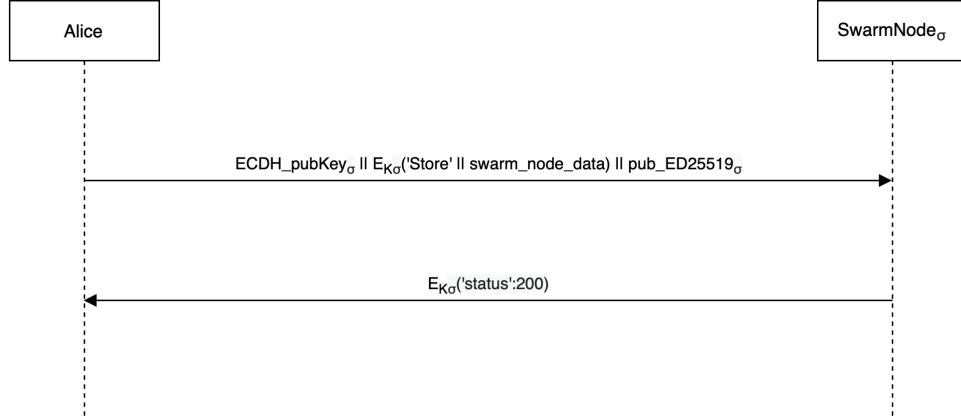 Alice
SwarmNodeσ
ECDH_pubKeyσ || EKσ('Store' || swarm_node_data) || pub_ED25519σ
EKσ('status':200)